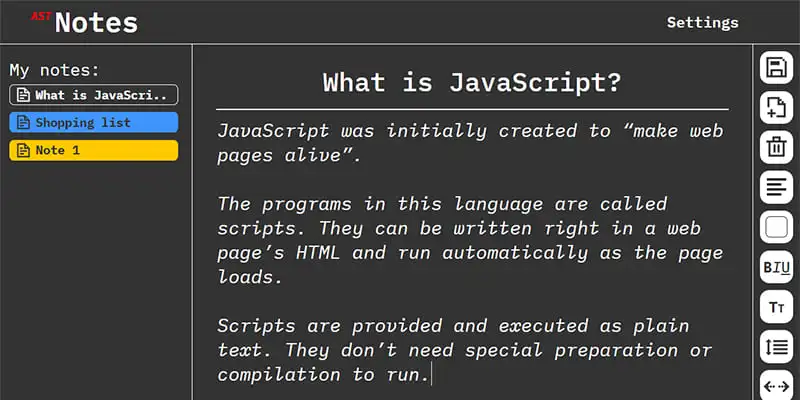 AST Notes
Settings
My notes:
What is JavaScri..
Shopping list
Note 1
What is JavaScript?
JavaScript was initially created to “make web
pages alive”.
The programs in this language are called
scripts. They can be written right in a web
page’s HTML and run automatically as the page
loads.
Scripts are provided and executed as plain
text. They don’t need special preparation or
compilation to run.
BIU
TT